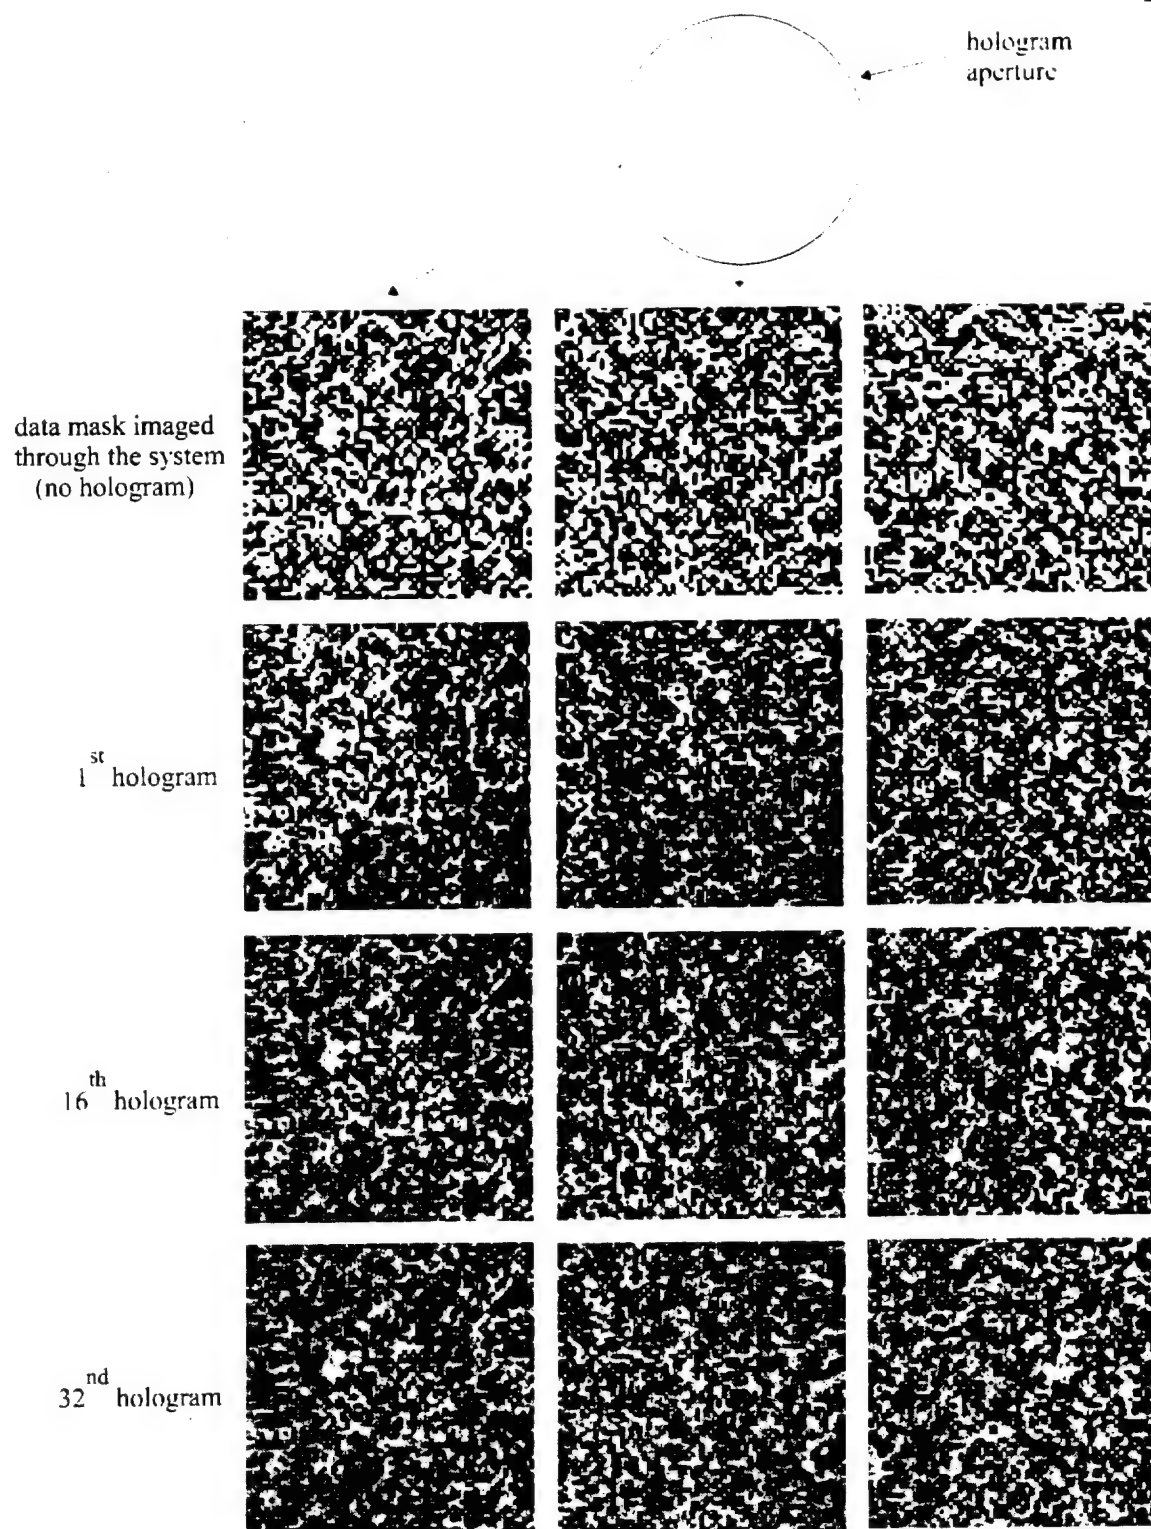 hologram
aperture
data mask imaged
through the system
(no hologram)
1st hologram
16th hologram
32nd hologram